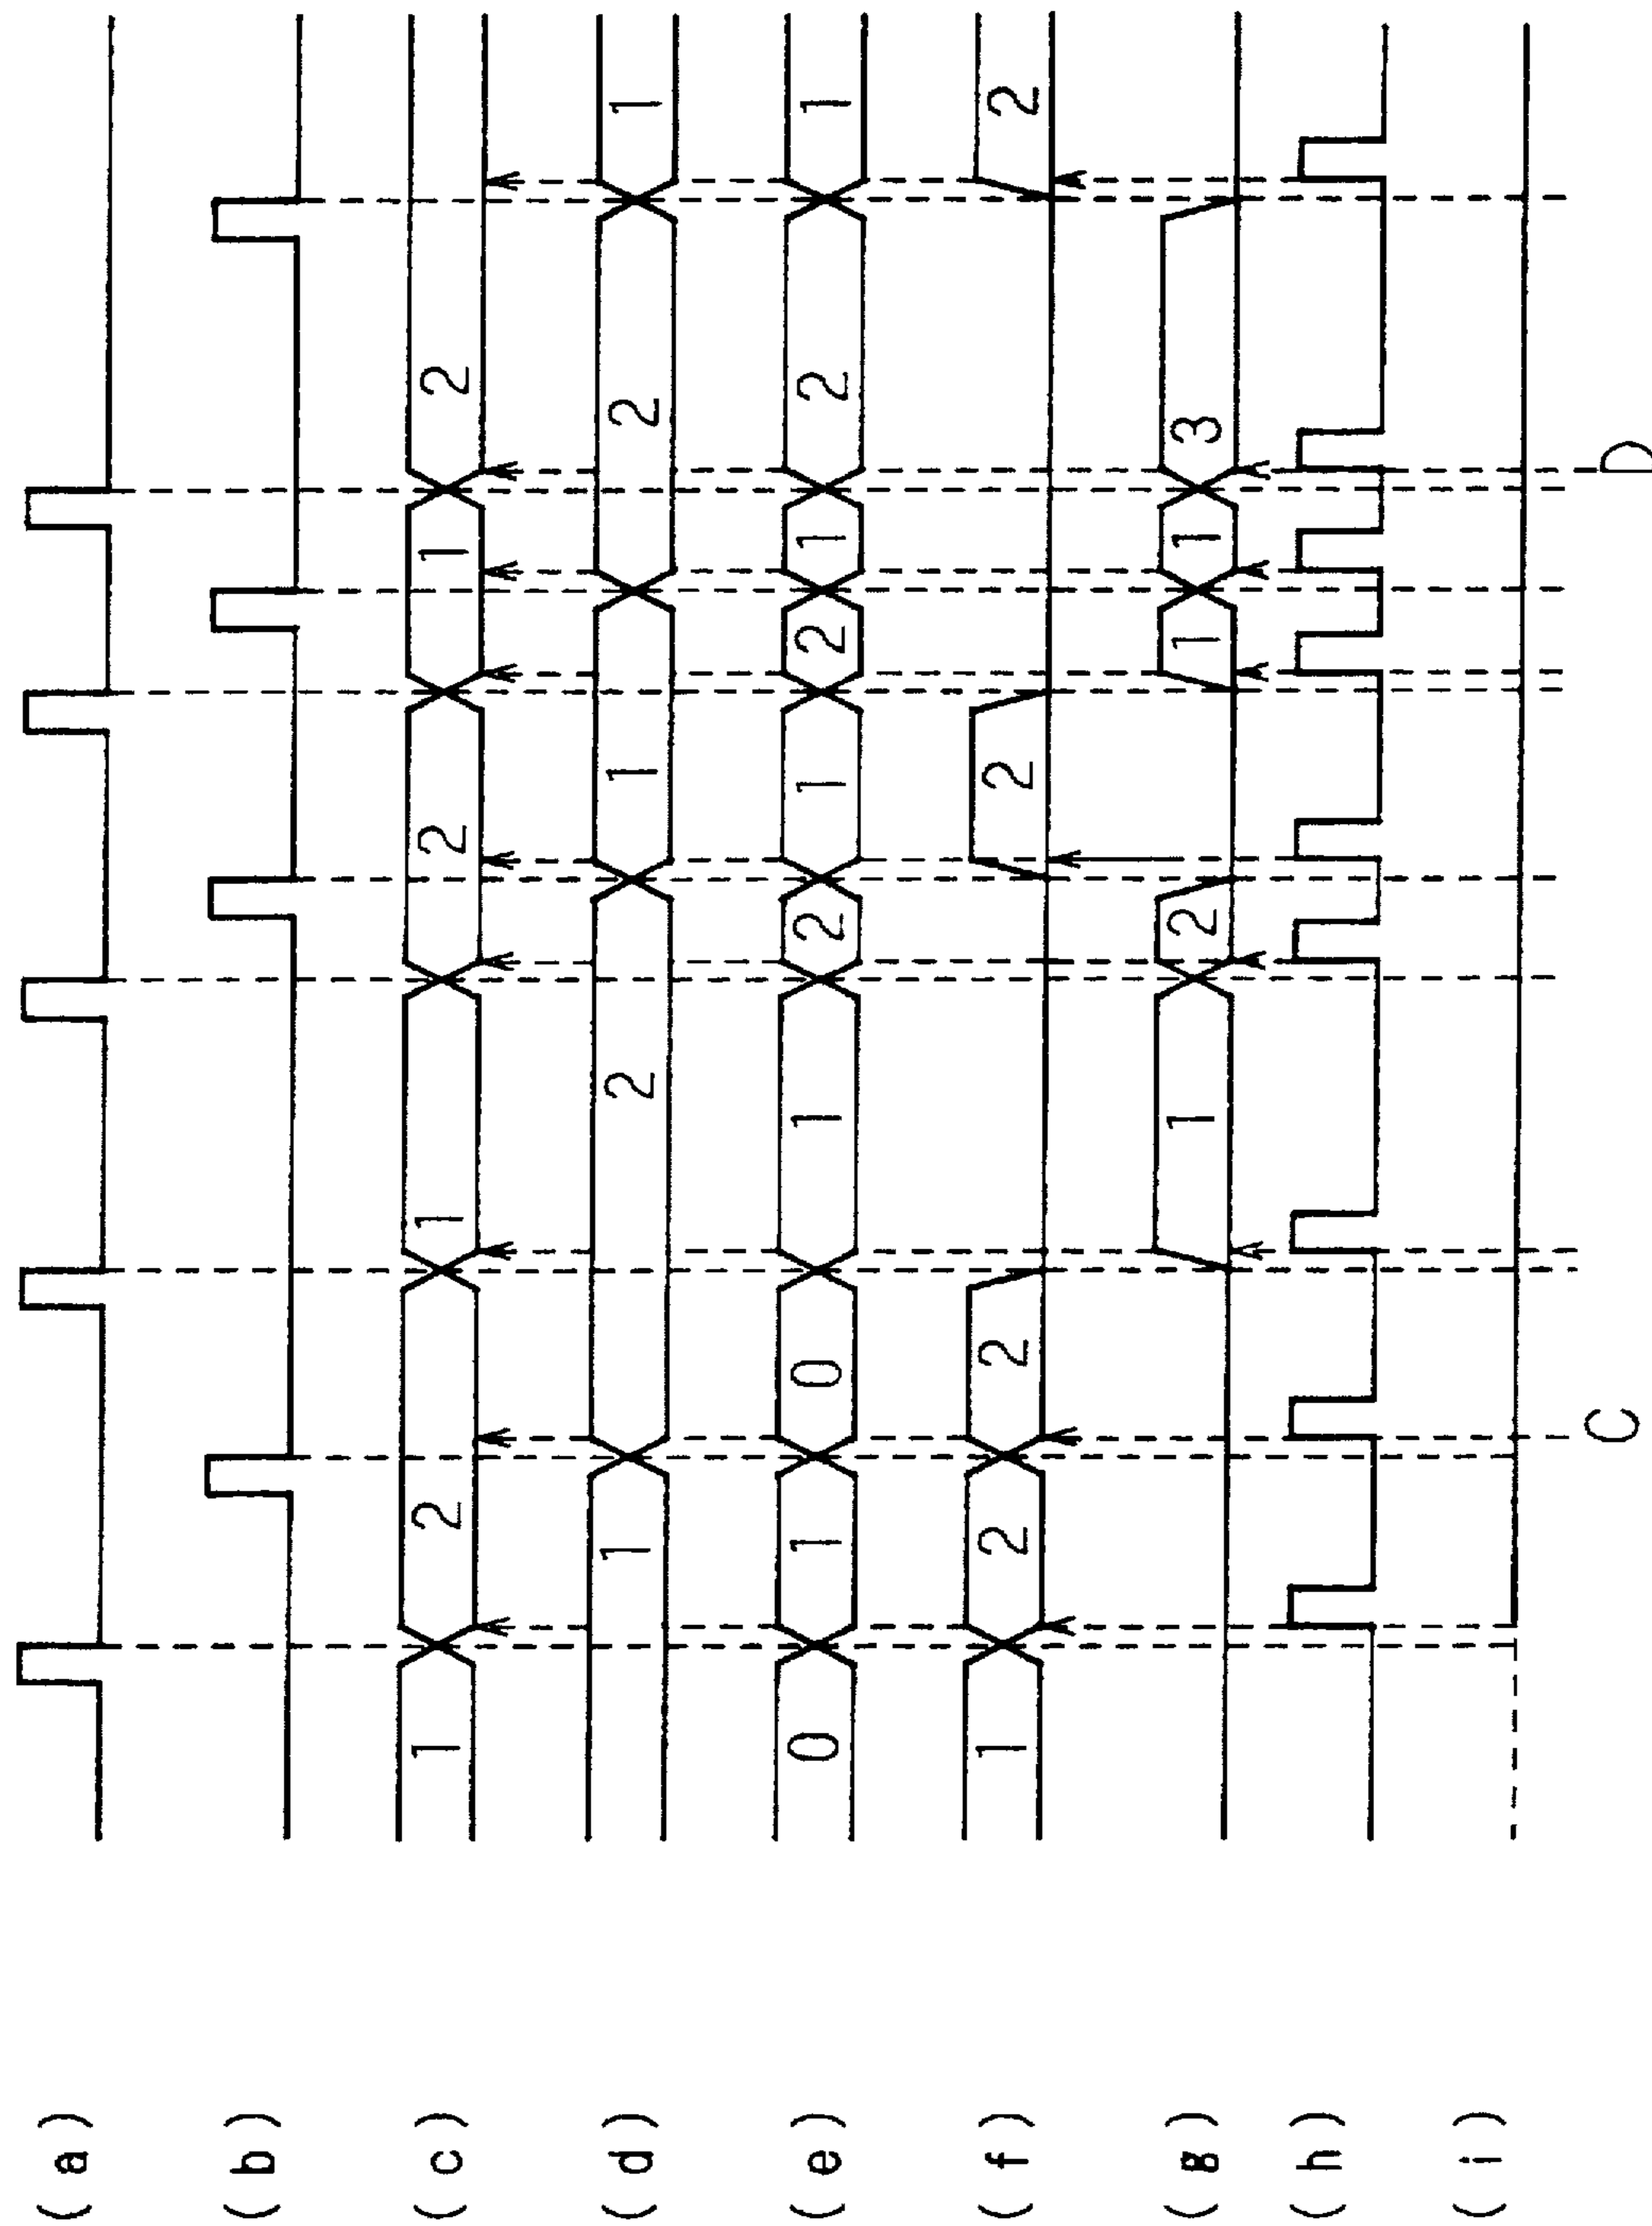 (a)
(b)
(c) 1 2 1 2 1 2
(d) 1 2 1 2 1
(e) 0 1 0 1 2 1 2 1 2 1
(f) 1 2 2 2 2
(g) 1 2 1 1 3
(h)
(i)
C D